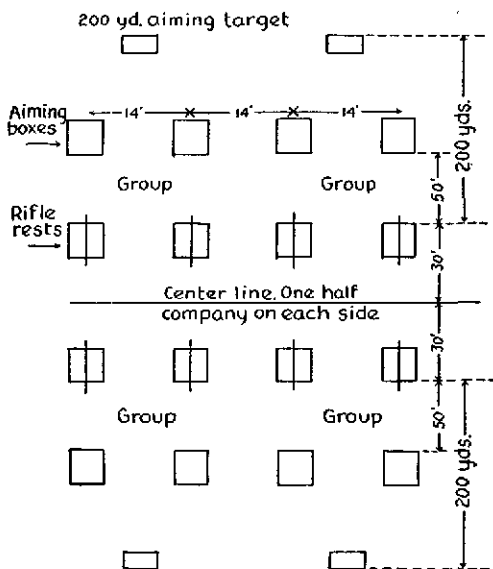 200 yd. aiming target
Aiming
boxes
14'
14'
14'
200 yds.
50'
Group
Group
Rifle
rests
30'
Center line. One half
company on each side
30'
Group
Group
50'
200 yds.